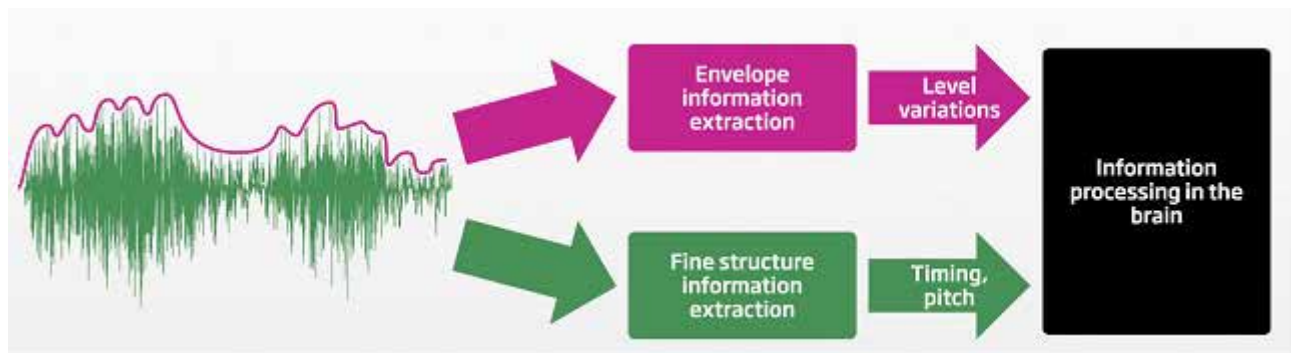 Envelope
information
extraction
Level
variations
Information
processing in the
brain
Fine structure
information
extraction
Timing,
pitch